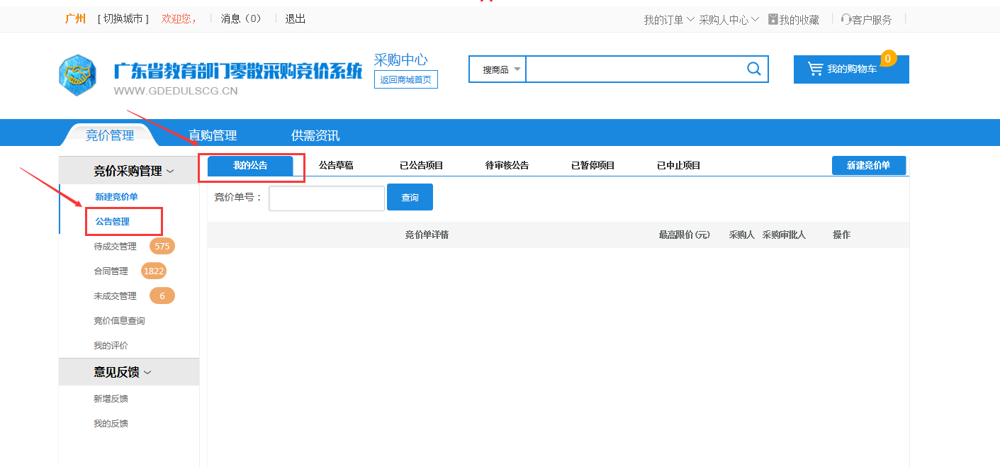 广州 [ 切换城市 ] 欢迎您， 消息（0） 退出 我的订单 采购人中心 我的收藏 客户服务
广东省教育部门零散采购竞价系统
WWW.GDEDULSCG.CN
采购中心
返回商城首页
搜商品
我的购物车 0
竞价管理 直购管理 供需资讯
竞价采购管理
新建竞价单
公告管理
待成交管理 575
合同管理 1822
未成交管理 6
竞价信息查询
我的评价
意见反馈
新增反馈
我的反馈
我的公告 公告草稿 已公告项目 待审核公告 已暂停项目 已中止项目 新建竞价单
竞价单号： 查询
竞价单详情 最高限价(元) 采购人 采购审批人 操作